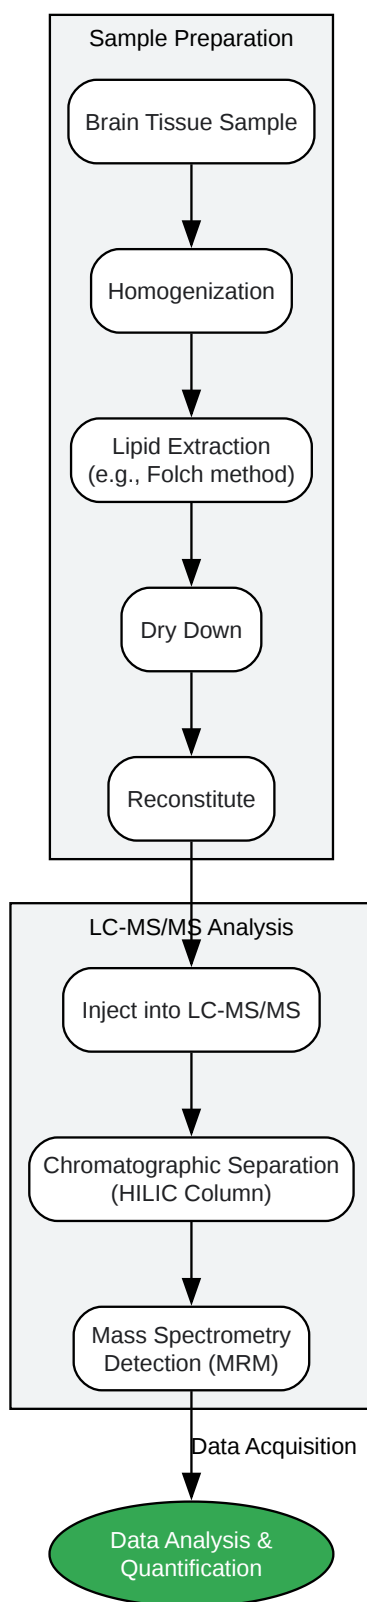 Sample Preparation
Brain Tissue Sample
Homogenization
Lipid Extraction
(e.g., Folch method)
Dry Down
Reconstitute
LC-MS/MS Analysis
Inject into LC-MS/MS
Chromatographic Separation
(HILIC Column)
Mass Spectrometry
Detection (MRM)
Data Acquisition
Data Analysis &
Quantification